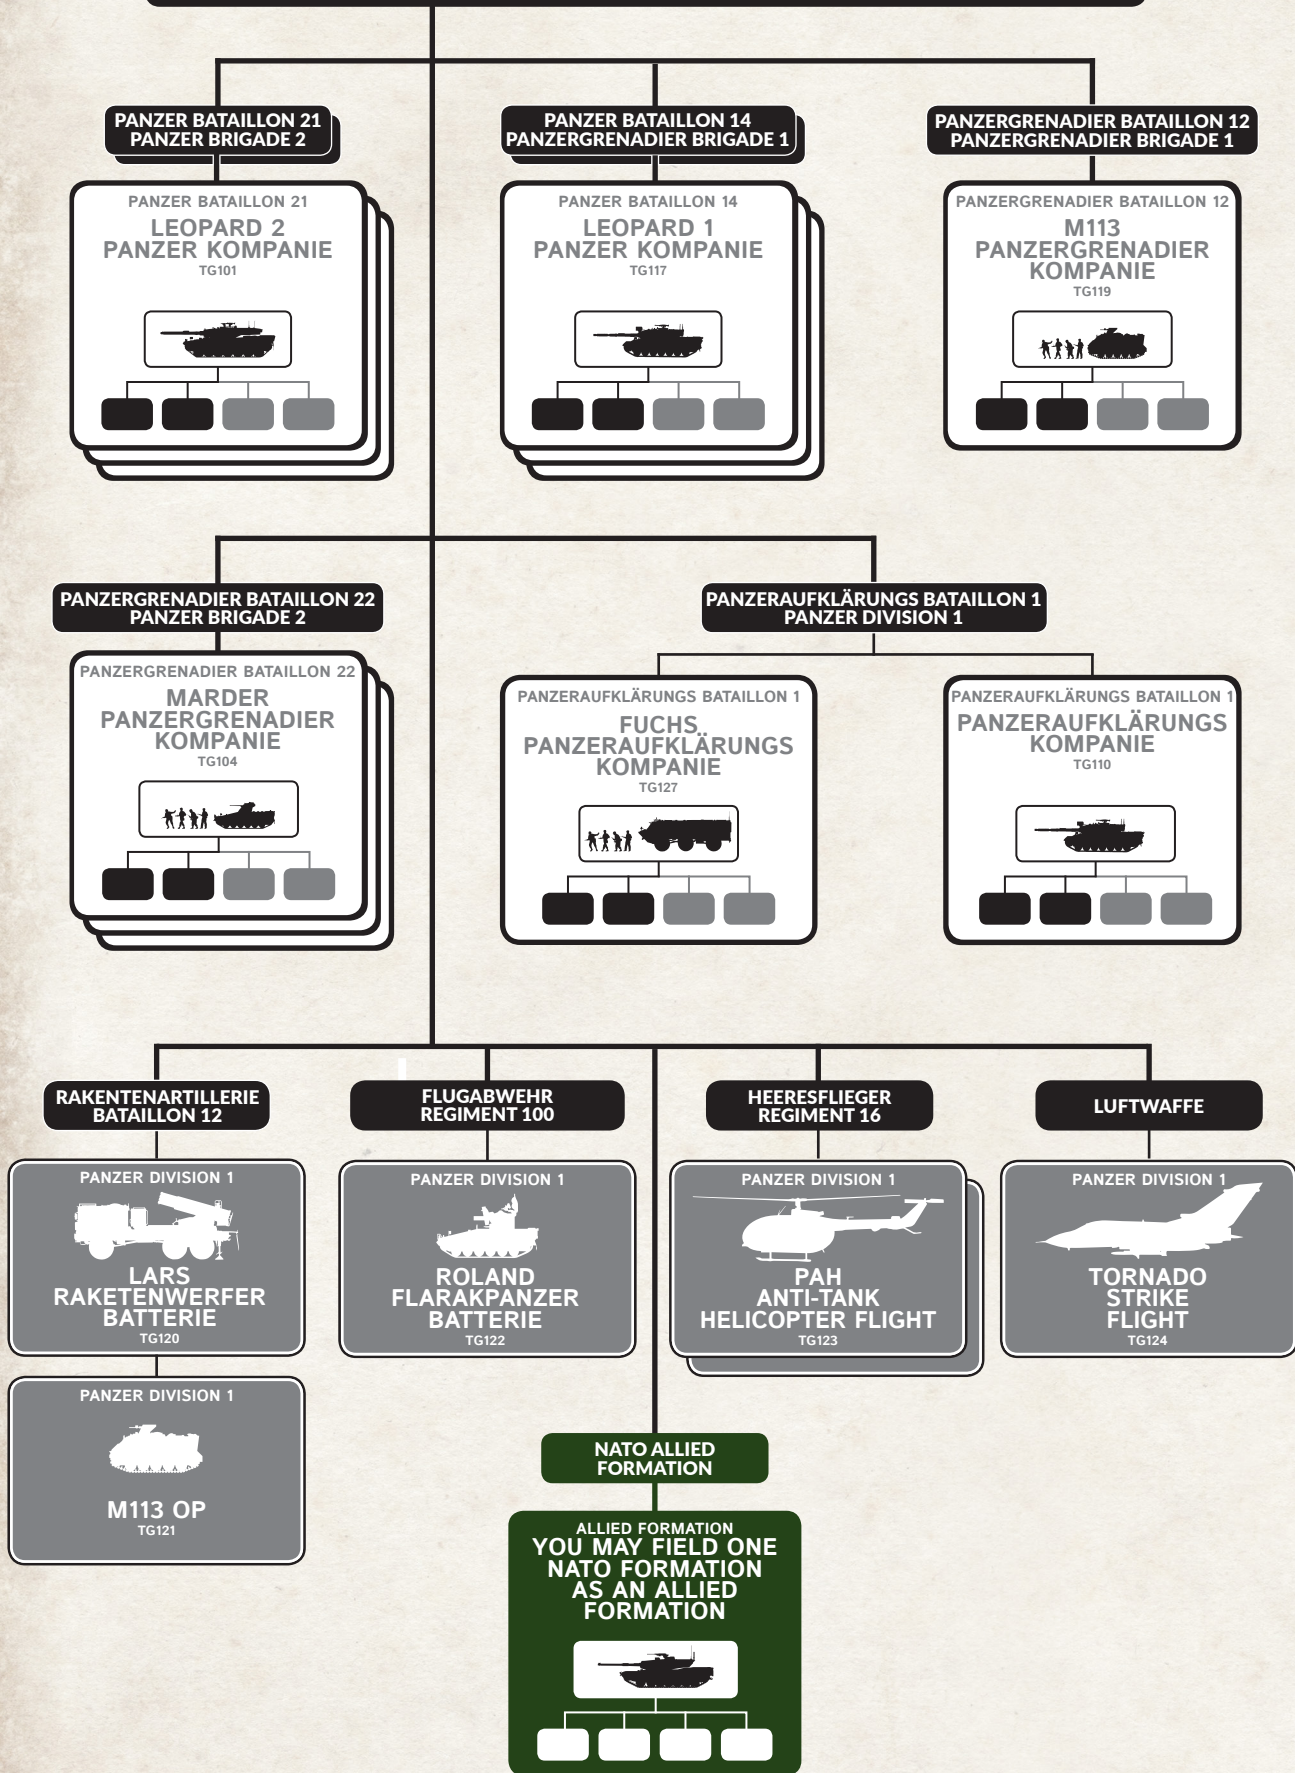 PANZER BATAILLON 21
PANZER BRIGADE 2
PANZER BATAILLON 21
LEOPARD 2
PANZER KOMPANIE
TG101
PANZER BATAILLON 14
PANZERGRENADIER BRIGADE 1
PANZER BATAILLON 14
LEOPARD 1
PANZER KOMPANIE
TG117
PANZERGRENADIER BATAILLON 12
PANZERGRENADIER BRIGADE 1
PANZERGRENADIER BATAILLON 12
M113
PANZERGRENADIER
KOMPANIE
TG119
PANZERGRENADIER BATAILLON 22
PANZER BRIGADE 2
PANZERGRENADIER BATAILLON 22
MARDER
PANZERGRENADIER
KOMPANIE
TG104
PANZERAUFKLÄRUNGS BATAILLON 1
PANZER DIVISION 1
PANZERAUFKLÄRUNGS BATAILLON 1
FUCHS
PANZERAUFKLÄRUNGS
KOMPANIE
TG127
PANZERAUFKLÄRUNGS BATAILLON 1
PANZERAUFKLÄRUNGS
KOMPANIE
TG110
RAKENTENARTILLERIE
BATAILLON 12
PANZER DIVISION 1
LARS
RAKETENWERFER
BATTERIE
TG120
PANZER DIVISION 1
M113 OP
TG121
FLUGABWEHR
REGIMENT 100
PANZER DIVISION 1
ROLAND
FLARAKPANZER
BATTERIE
TG122
HEERESFLIEGER
REGIMENT 16
PANZER DIVISION 1
PAH
ANTI-TANK
HELICOPTER FLIGHT
TG123
LUFTWAFFE
PANZER DIVISION 1
TORNADO
STRIKE
FLIGHT
TG124
NATO ALLIED
FORMATION
ALLIED FORMATION
YOU MAY FIELD ONE
NATO FORMATION
AS AN ALLIED
FORMATION